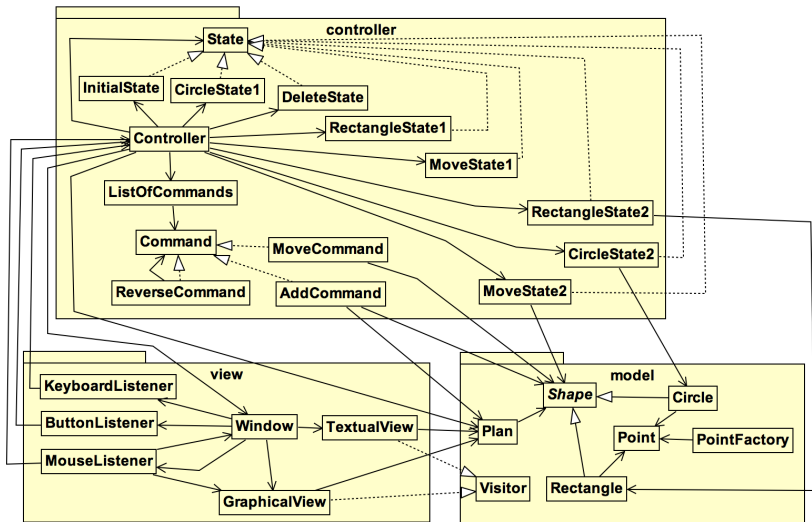 controller
State
InitialState
CircleState1
DeleteState
RectangleState1
Controller
MoveState1
ListOfCommands
RectangleState2
Command
MoveCommand
CircleState2
ReverseCommand
AddCommand
MoveState2
view
model
KeyboardListener
Shape
Circle
ButtonListener
Window
TextualView
Plan
Point
PointFactory
MouseListener
GraphicalView
Visitor
Rectangle